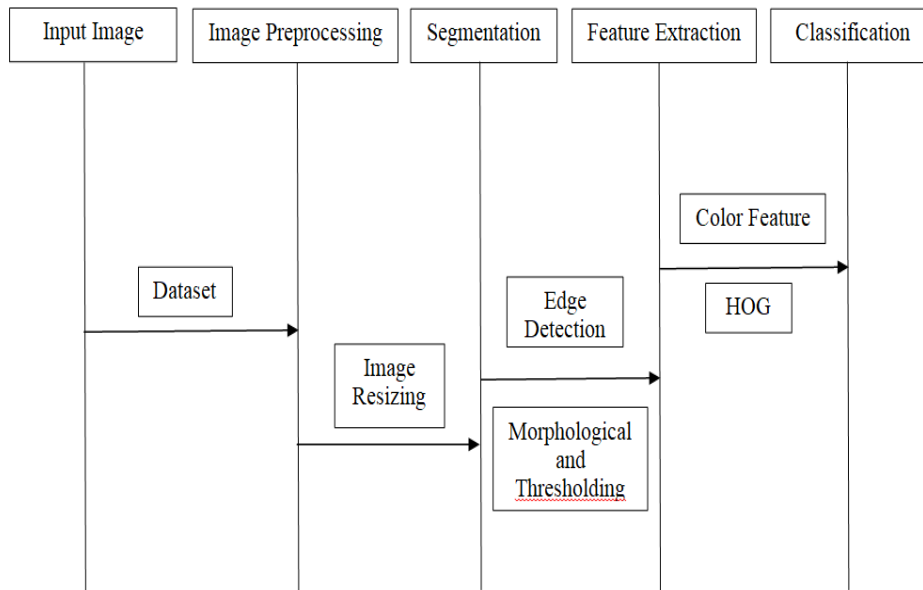 Input Image
Image Preprocessing
Segmentation
Feature Extraction
Classification
Color Feature
Dataset
Edge
Detection
HOG
Image
Resizing
Morphological
and
Thresholding